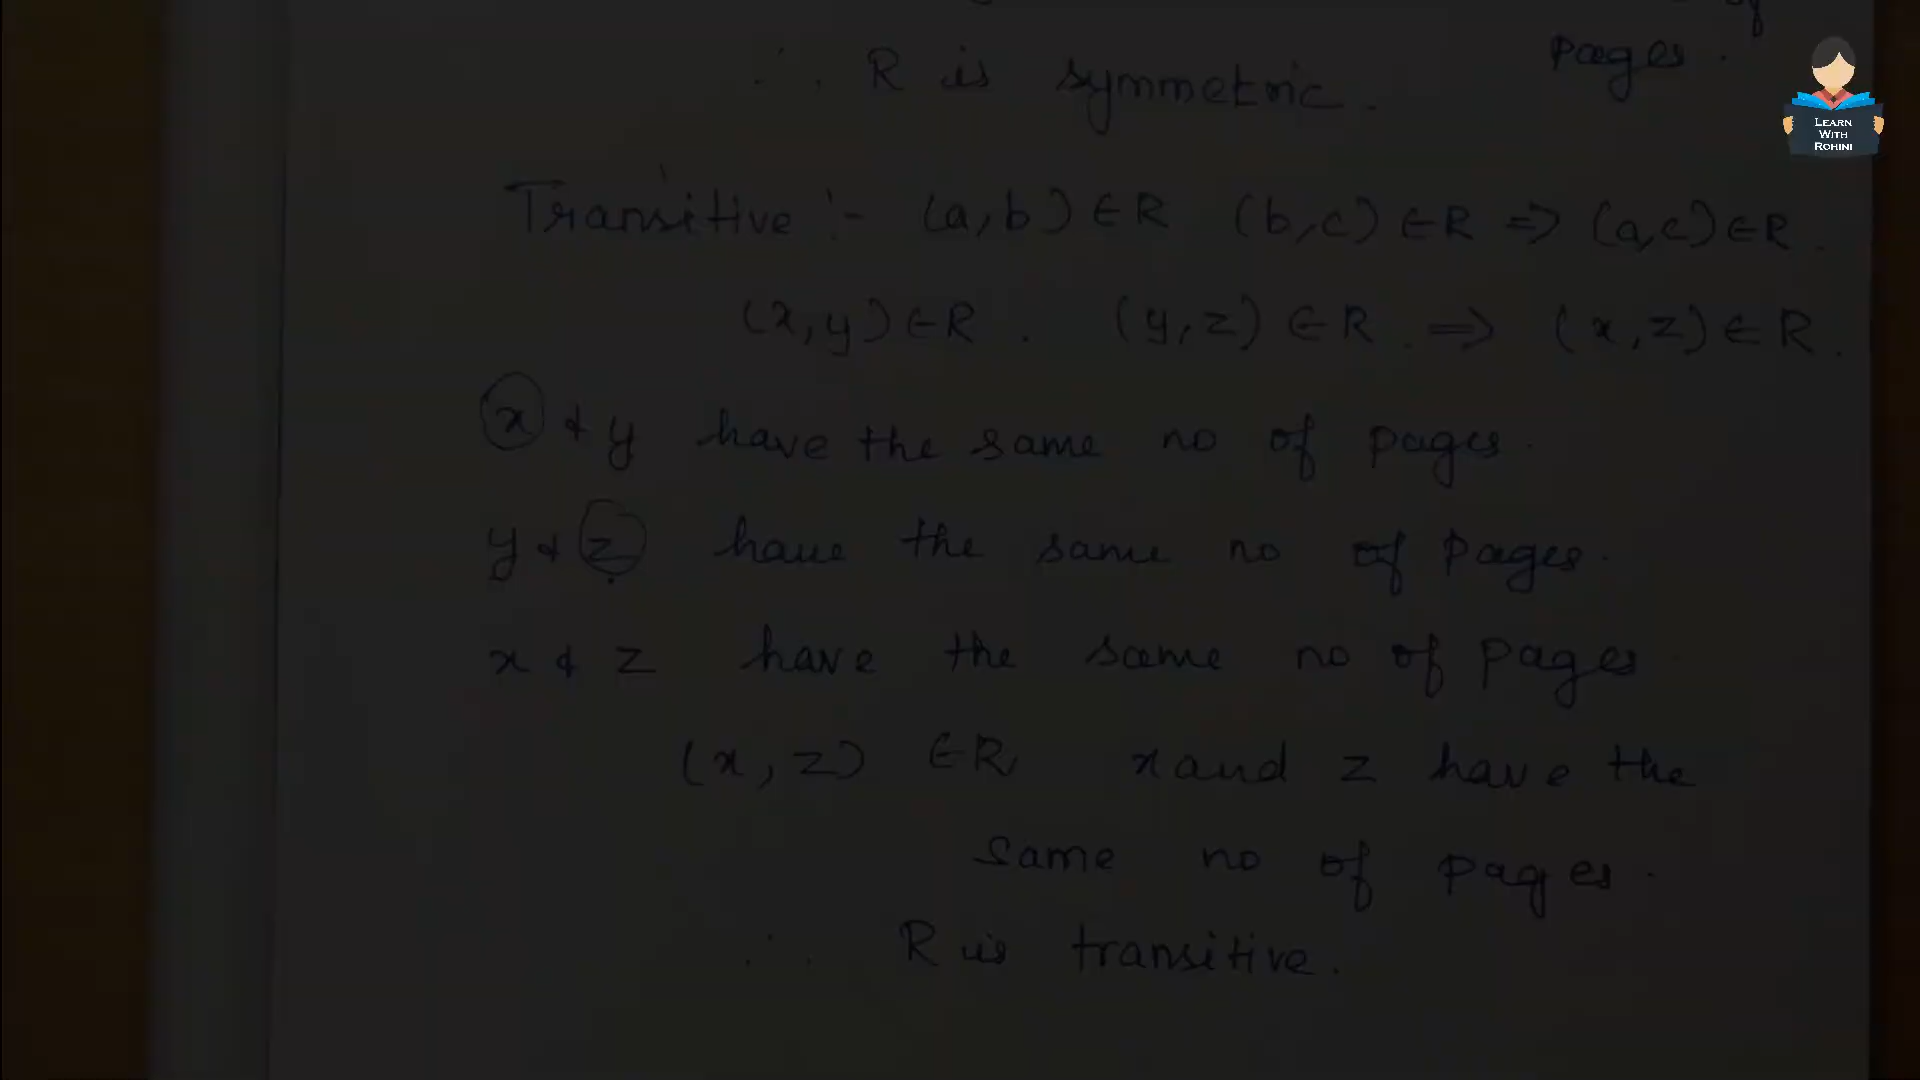 pages.
∴ R is symmetric.
LEARN
WITH
ROHINI
Transitive :- (a,b) ∈ R (b,c) ∈ R => (a,c) ∈ R.
(x,y) ∈ R. (y,z) ∈ R. => (x,z) ∈ R.
x & y have the same no of pages.
y & z have the same no of pages.
x & z have the same no of pages
(x,z) ∈ R x and z have the
same no of pages.
∴ R is transitive.